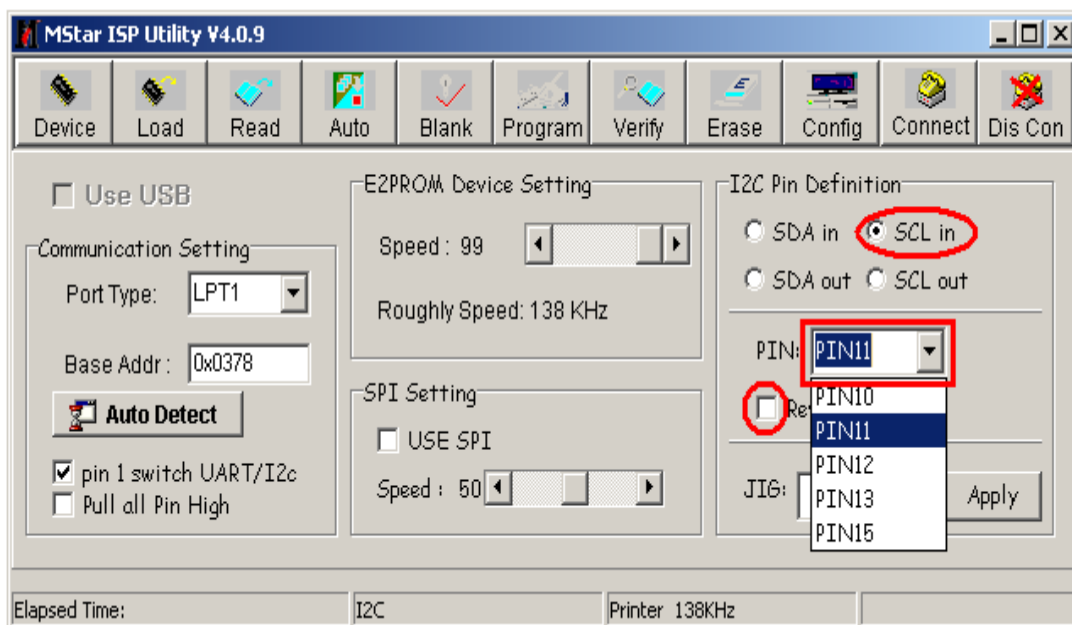 MStar ISP Utility V4.0.9
Device Load Read Auto Blank Program Verify Erase Config Connect Dis Con
Use USB
Communication Setting
Port Type: LPT1
Base Addr : 0x0378
Auto Detect
pin 1 switch UART/I2c
Pull all Pin High
E2PROM Device Setting
Speed : 99
Roughly Speed: 138 KHz
SPI Setting
USE SPI
Speed : 50
I2C Pin Definition
SDA in SCL in
SDA out SCL out
PIN: PIN11
PIN10
PIN11
PIN12
PIN13
PIN15
JIG: Apply
Elapsed Time: I2C Printer 138KHz